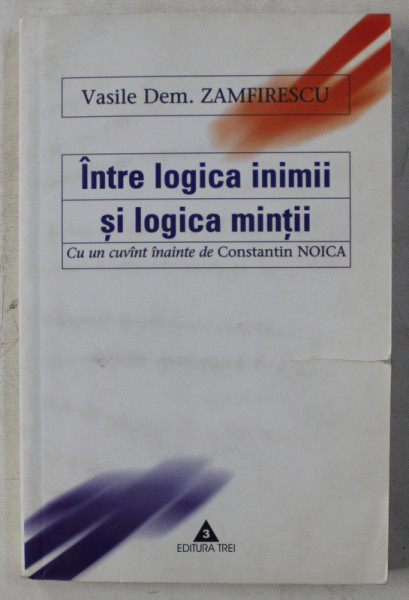 Vasile Dem. ZAMFIRESCU
Între logica inimii
și logica minții
Cu un cuvînt înainte de Constantin NOICA
3
EDITURA TREI